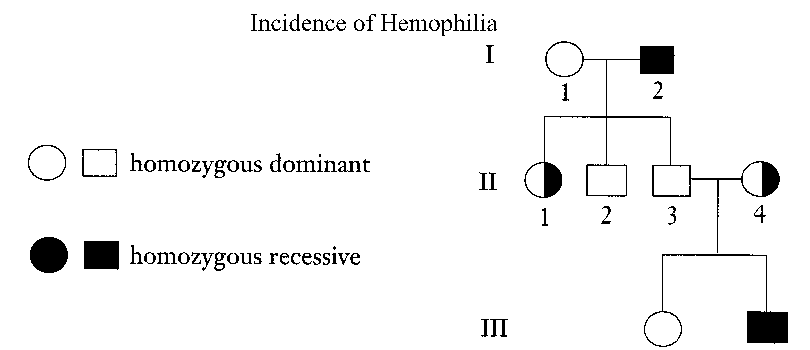 Incidence of Hemophilia
I
1 2
homozygous dominant
II
1 2 3 4
homozygous recessive
III